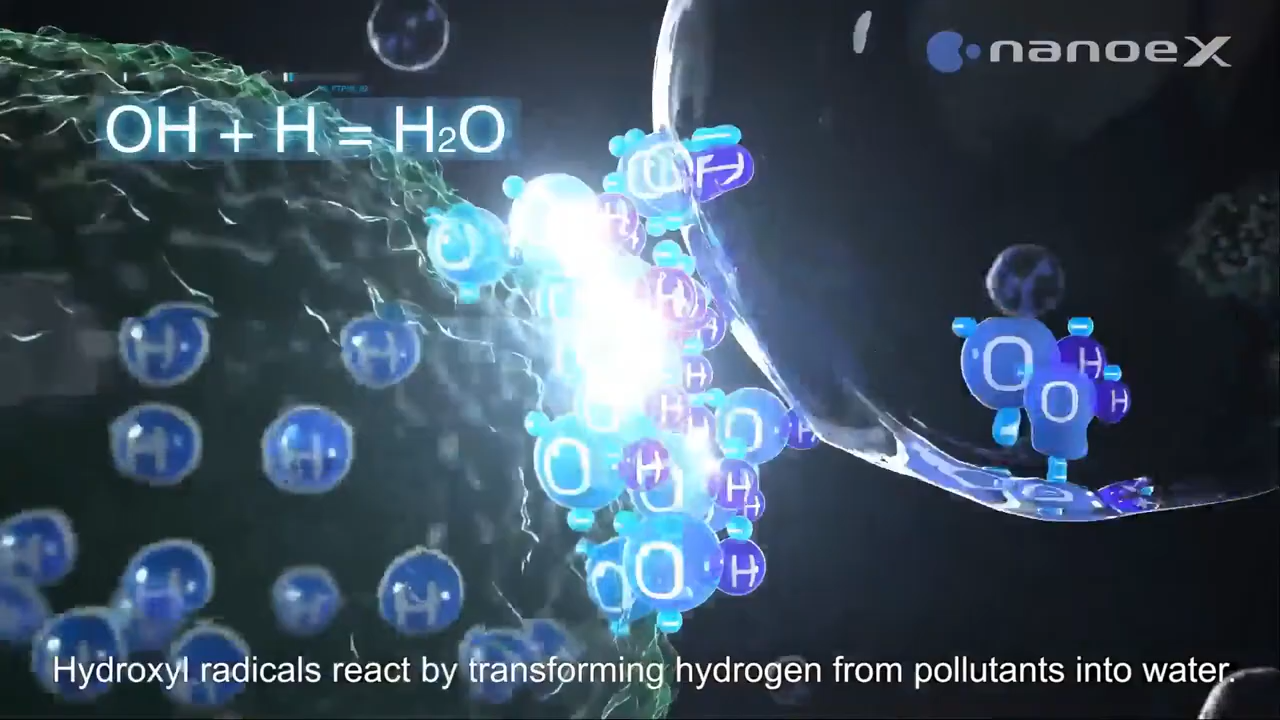 nanoeX
OH + H = H₂O
O H
O
H
H
H
O
H
H
H
O
H
H
H
O
H
O
H
H
H
O
H
O
H
H
H
H
H
O
O
H
H
Hydroxyl radicals react by transforming hydrogen from pollutants into water.